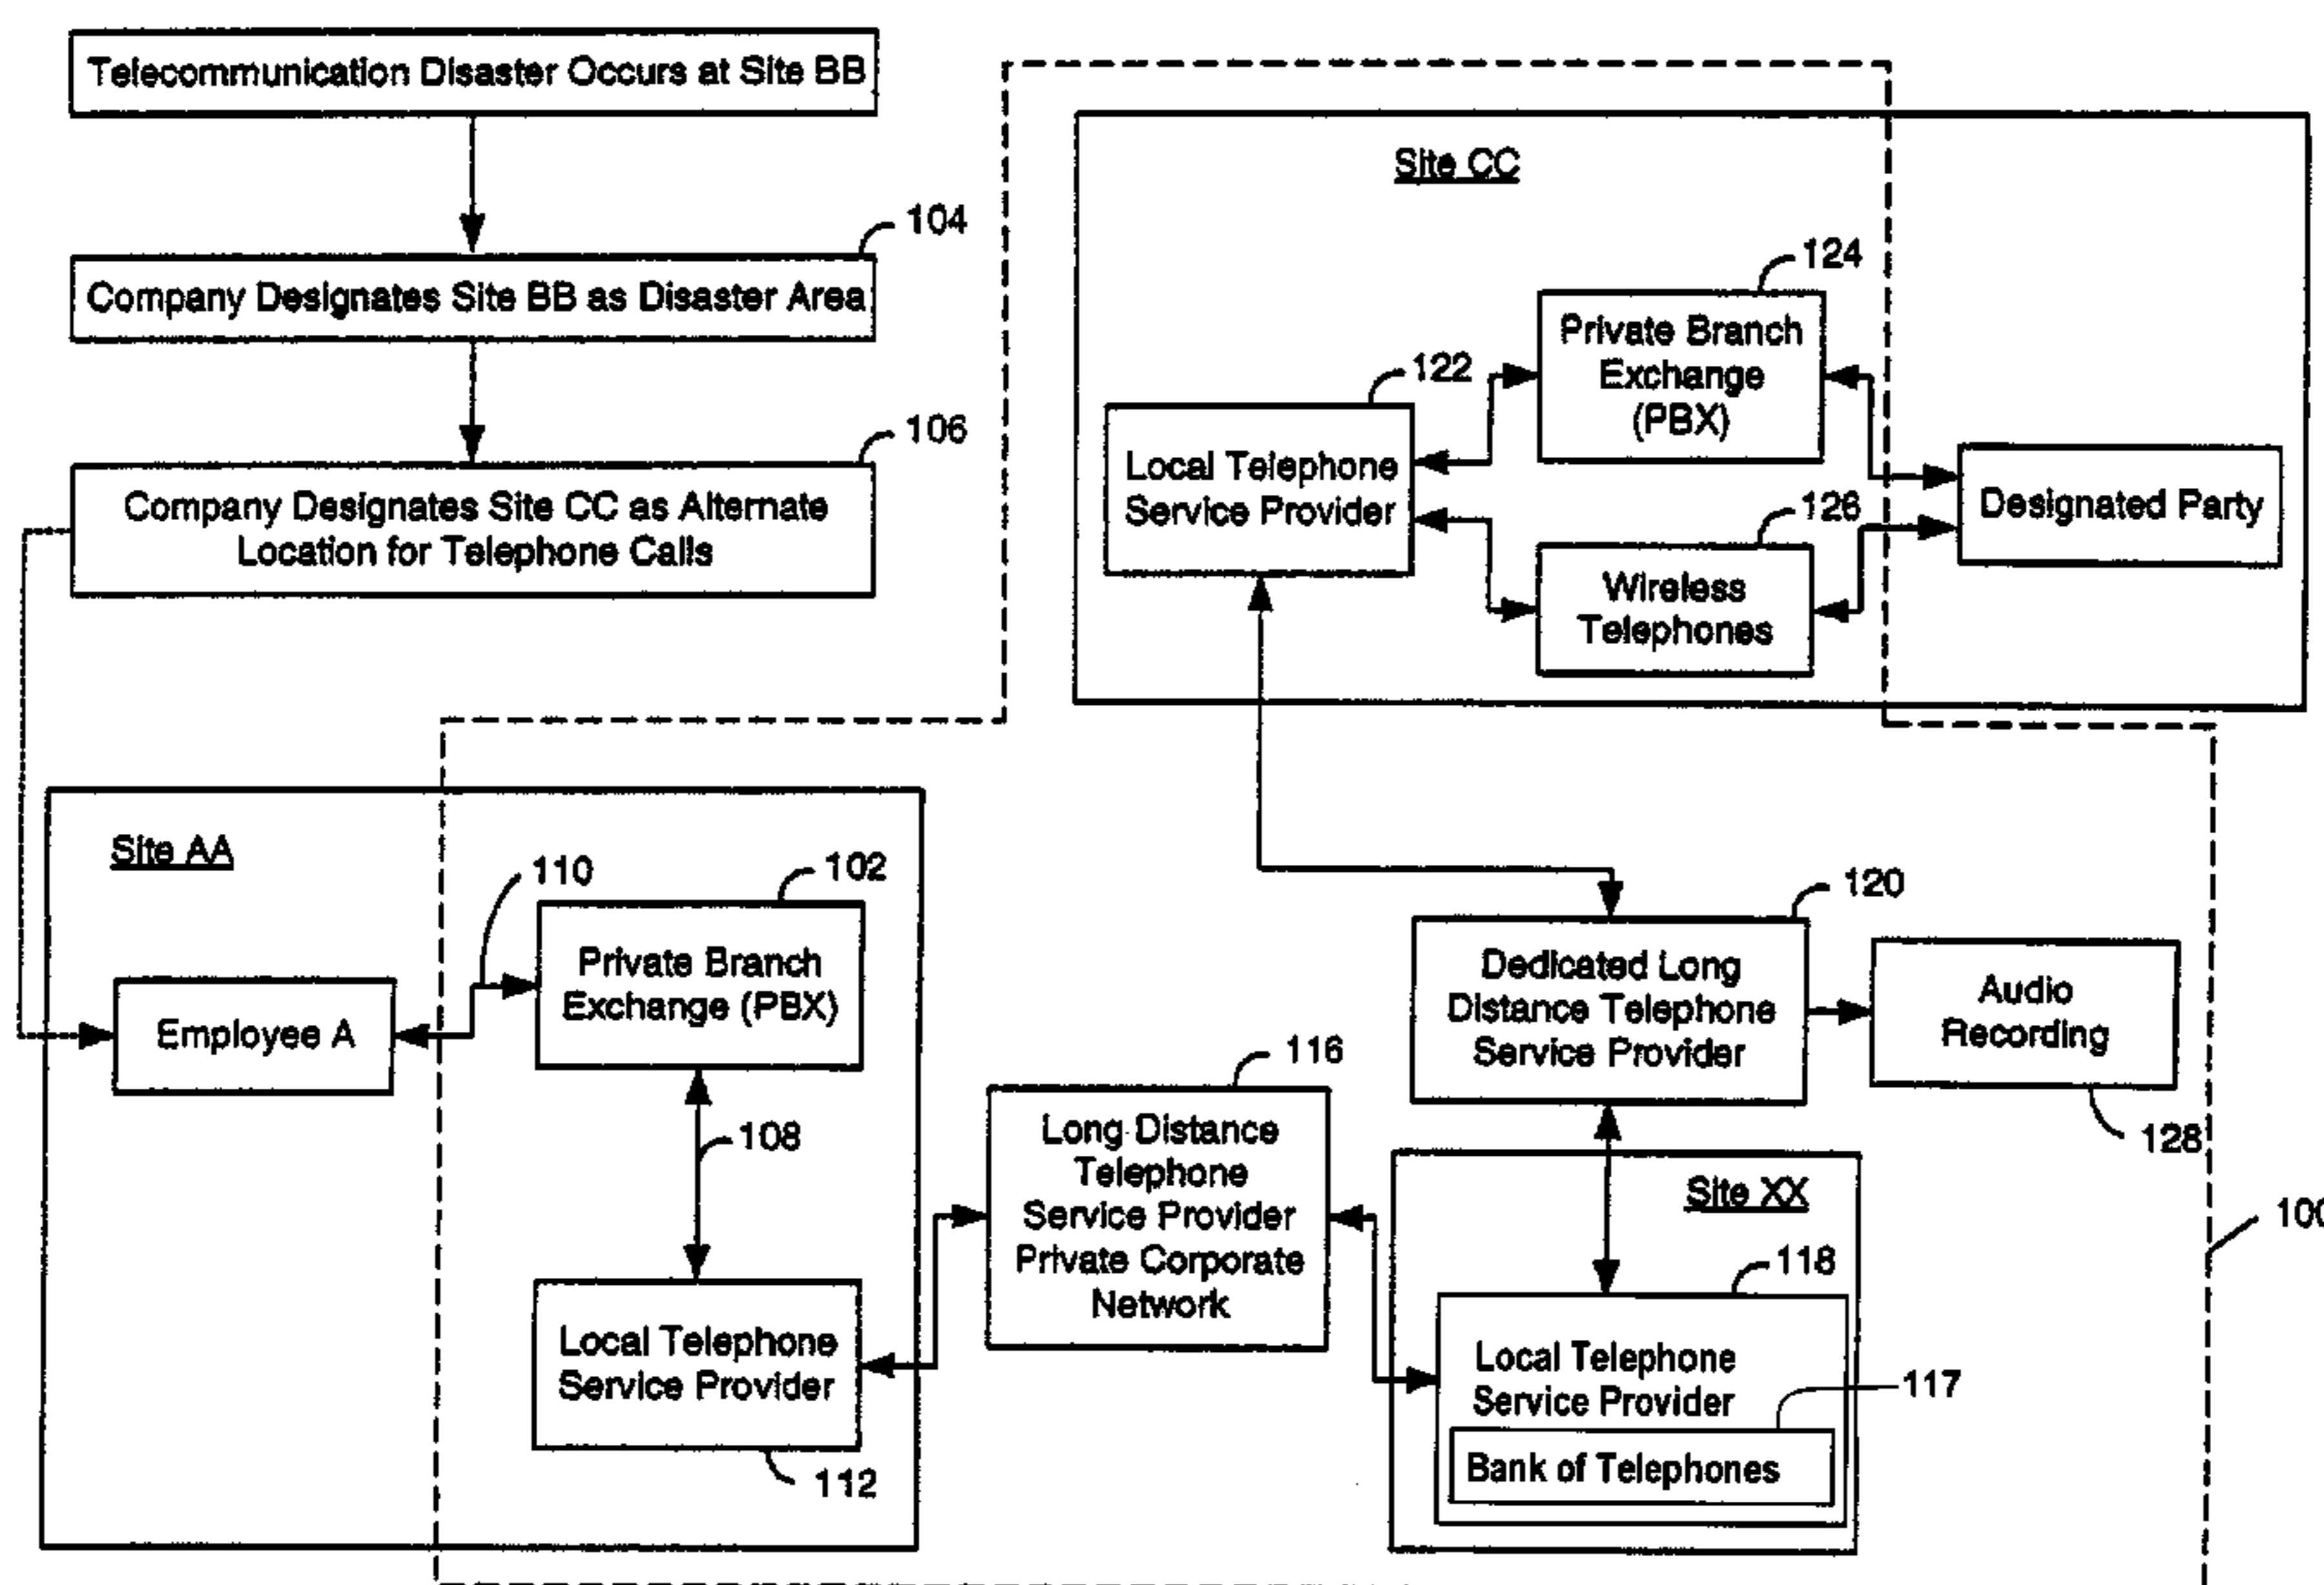 Telecommunication Disaster Occurs at Site BB
104
Company Designates Site BB as Disaster Area
106
Company Designates Site CC as Alternate
Location for Telephone Calls
Site CC
124
Private Branch
Exchange
(PBX)
122
Local Telephone
Service Provider
126
Wireless
Telephones
Designated Party
Site AA
110
102
Private Branch
Exchange (PBX)
Employee A
108
Local Telephone
Service Provider
112
116
Long Distance
Telephone
Service Provider
Private Corporate
Network
120
Dedicated Long
Distance Telephone
Service Provider
Audio
Recording
128
Site XX
118
Local Telephone
Service Provider
117
Bank of Telephones
100